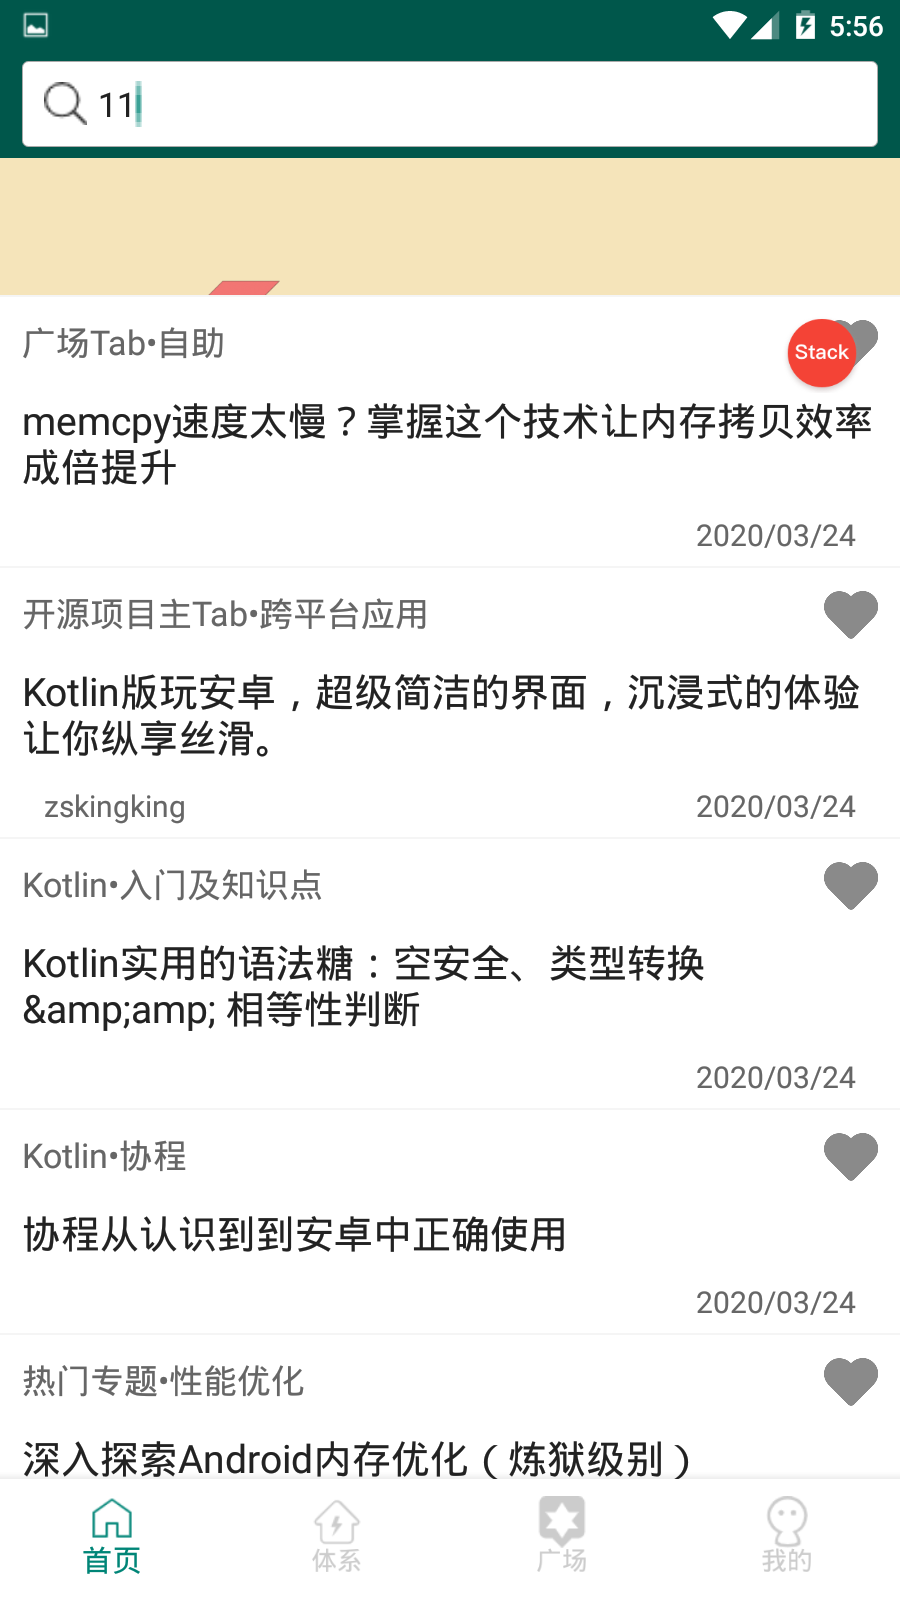 5:56
11
广场Tab•自助
Stack
memcpy速度太慢？掌握这个技术让内存拷贝效率
成倍提升
2020/03/24
开源项目主Tab•跨平台应用
Kotlin版玩安卓，超级简洁的界面，沉浸式的体验
让你纵享丝滑。
zskingking
2020/03/24
Kotlin•入门及知识点
Kotlin实用的语法糖：空安全、类型转换
&amp;amp; 相等性判断
2020/03/24
Kotlin•协程
协程从认识到到安卓中正确使用
2020/03/24
热门专题•性能优化
深入探索Android内存优化（炼狱级别）
首页
体系
广场
我的